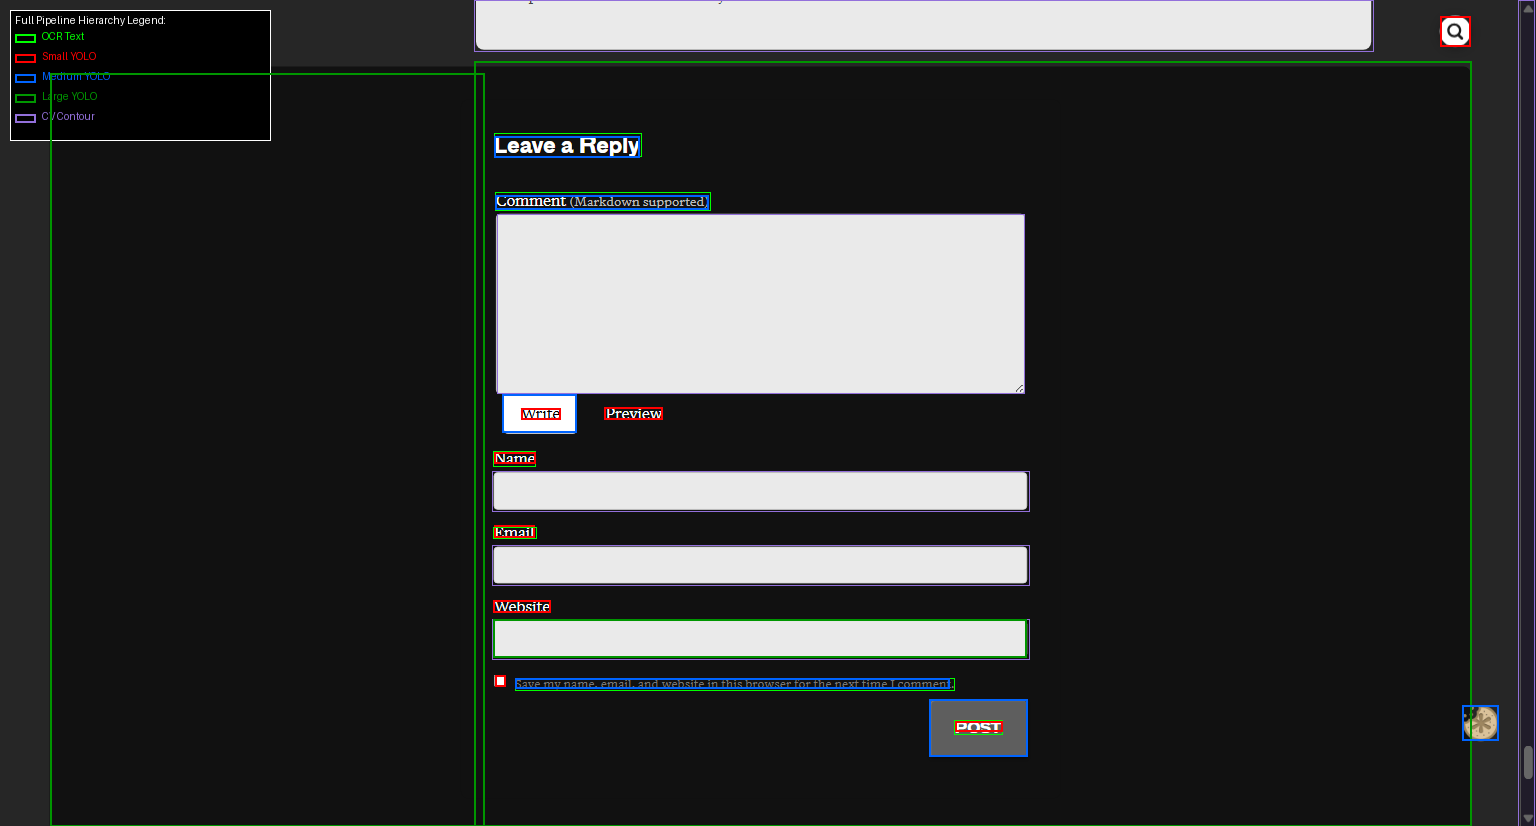 Full Pipeline Hierarchy Legend:
OCR Text
Small YOLO
Medium YOLO
Large YOLO
CV Contour
Leave a Reply
Comment (Markdown supported)
Write
Preview
Name
Email
Website
Save my name, email, and website in this browser for the next time I comment.
POST